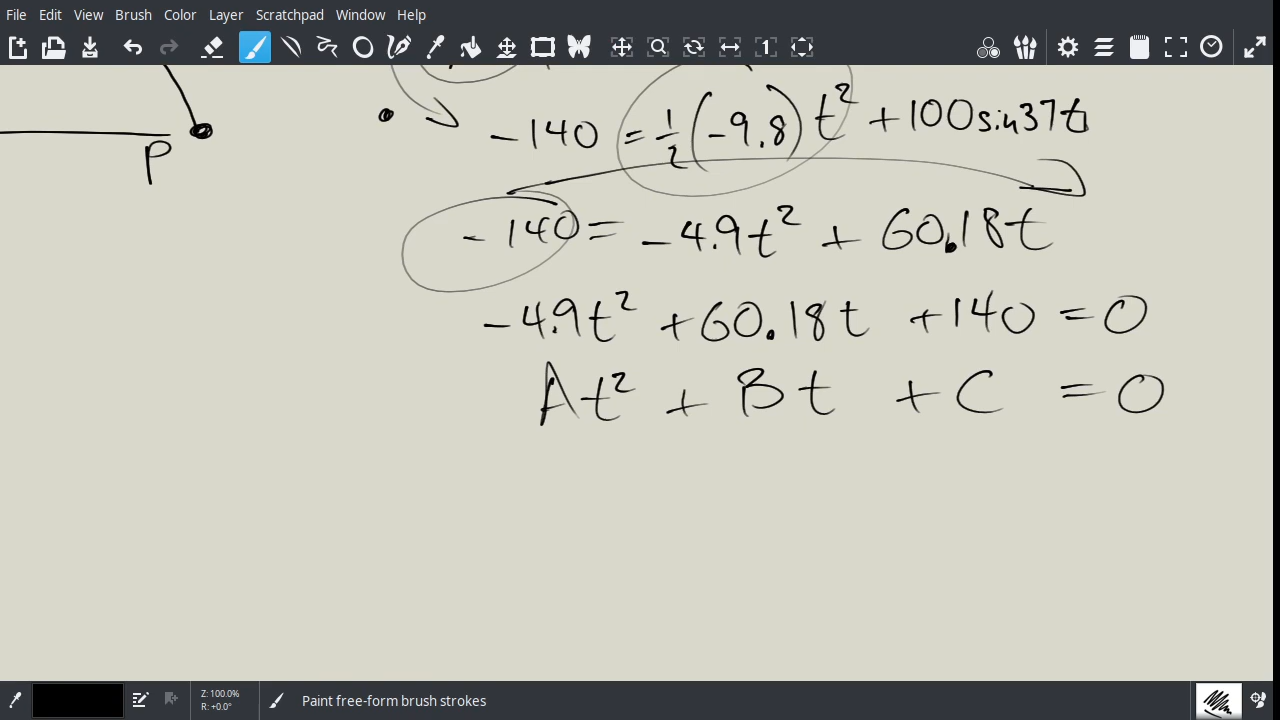 File Edit View Brush Color Layer Scratchpad Window Help
1
P
-140 = 1/2 (-9.8) t² + 100sin37t
-140 = -4.9t² + 60.18t
-4.9t² + 60.18t + 140 = 0
At² + Bt + C = 0
Z: 100.0%
R: +0.0°
Paint free-form brush strokes